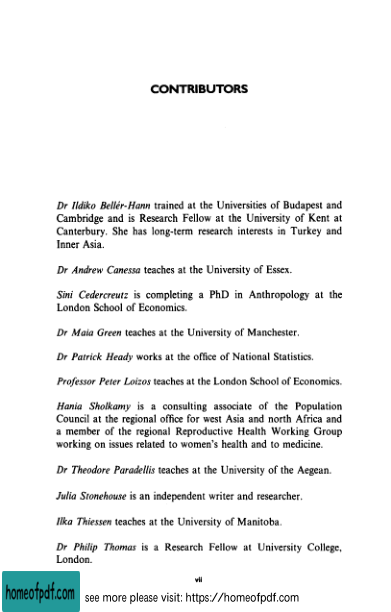 CONTRIBUTORS
Dr Ildiko Bellér-Hann trained at the Universities of Budapest and
Cambridge and is Research Fellow at the University of Kent at
Canterbury. She has long-term research interests in Turkey and
Inner Asia.
Dr Andrew Canessa teaches at the University of Essex.
Sini Cedercreutz is completing a PhD in Anthropology at the
London School of Economics.
Dr Maia Green teaches at the University of Manchester.
Dr Patrick Heady works at the office of National Statistics.
Professor Peter Loizos teaches at the London School of Economics.
Hania Sholkamy is a consulting associate of the Population
Council at the regional office for west Asia and north Africa and
a member of the regional Reproductive Health Working Group
working on issues related to women's health and to medicine.
Dr Theodore Paradellis teaches at the University of the Aegean.
Julia Stonehouse is an independent writer and researcher.
Ilka Thiessen teaches at the University of Manitoba.
Dr Philip Thomas is a Research Fellow at University College,
London.
vii
homeofpdf.com
see more please visit: https://homeofpdf.com